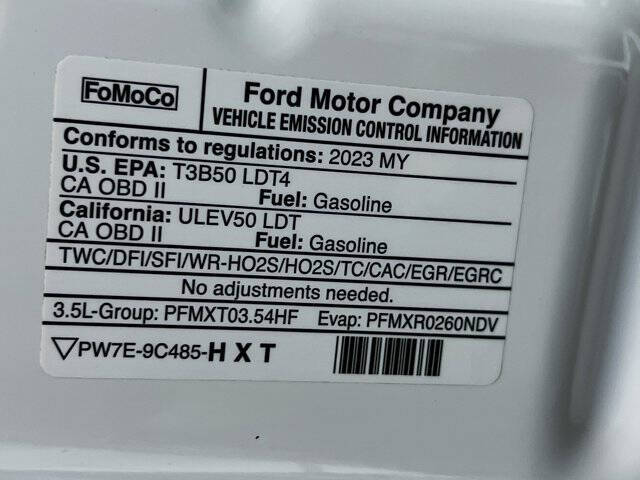 FoMoCo
Ford Motor Company
VEHICLE EMISSION CONTROL INFORMATION
Conforms to regulations: 2023 MY
U.S. EPA: T3B50 LDT4
CA OBD II Fuel: Gasoline
California: ULEV50 LDT
CA OBD II Fuel: Gasoline
TWC/DFI/SFI/WR-HO2S/HO2S/TC/CAC/EGR/EGRC
No adjustments needed.
3.5L-Group: PFMXT03.54HF Evap: PFMXR0260NDV
PW7E-9C485-H X T